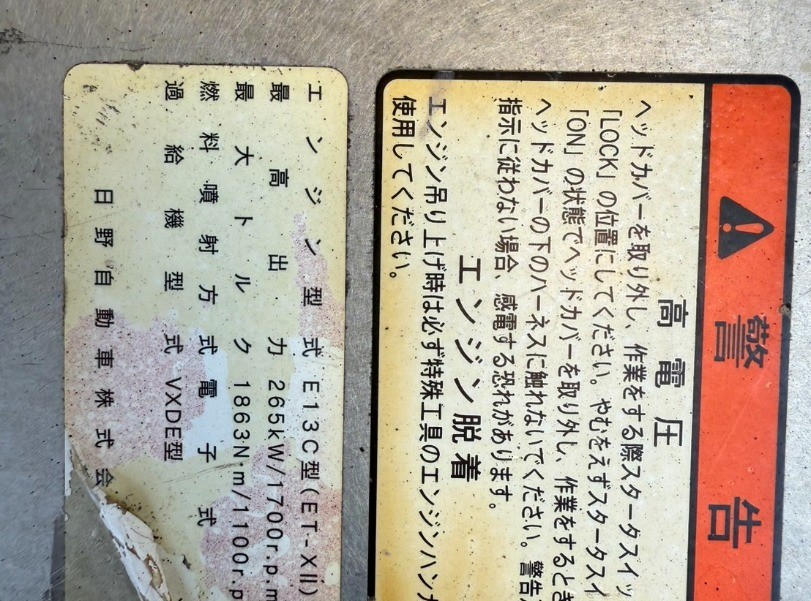 エンジン型式 E13C型(ET-XⅡ)
最高出力 265kW/1700r.p.m
最大トルク 1863N·m/1100r.p
燃料噴射方式 電子式
過給機型式 VXDE型
日野自動車株式会
警告
高電圧
ヘッドカバーを取り外し、作業をする際スタータスイッ
「LOCK」の位置にしてください。やむをえずスタータスイ
「ON」の状態でヘッドカバーを取り外し、作業をするとき
ヘッドカバーの下のハーネスに触れないでください。警告
指示に従わない場合、感電する恐れがあります。
エンジン脱着
エンジン吊り上げ時は必ず特殊工具のエンジンハン
使用してください。